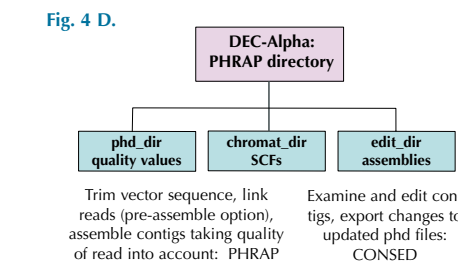 Fig. 4 D.
DEC-Alpha:
PHRAP directory
phd_dir
quality values
chromat_dir
SCFs
edit_dir
assemblies
Trim vector sequence, link
reads (pre-assemble option),
assemble contigs taking quality
of read into account: PHRAP
Examine and edit con
tigs, export changes to
updated phd files:
CONSED